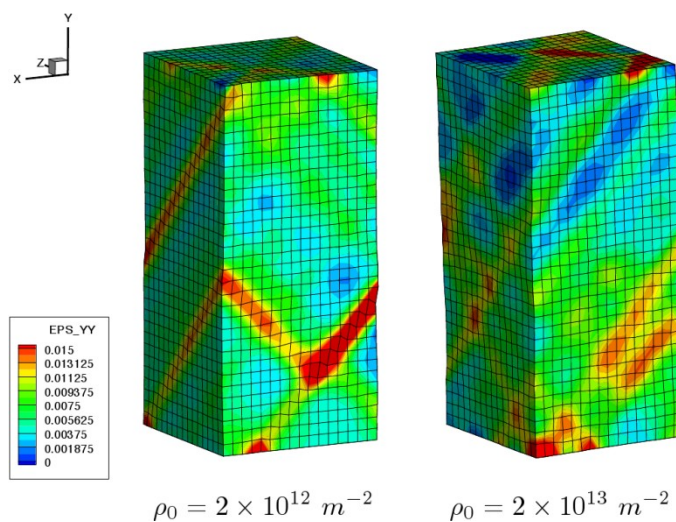 Y
Z
X
EPS_YY
0.015
0.013125
0.01125
0.009375
0.0075
0.005625
0.00375
0.001875
0
ρ₀ = 2 × 10¹² m⁻² ρ₀ = 2 × 10¹³ m⁻²